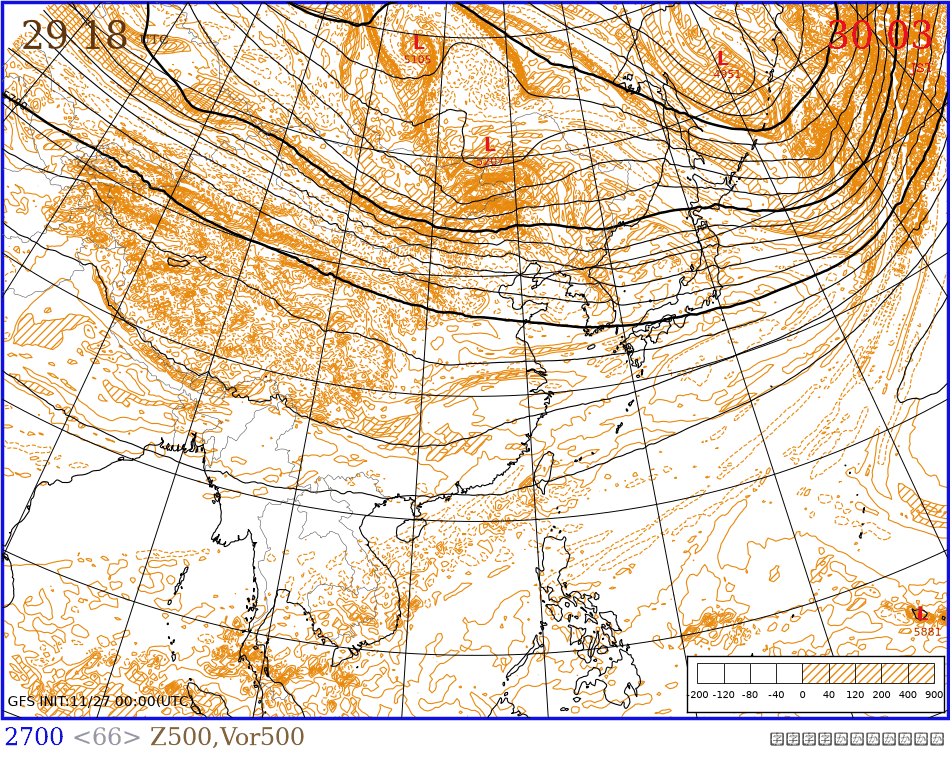 29 18 UTC
30 03
L
5105
L
L
L
5881
-200 -120 -80 -40 0 40 120 200 400 900
GFS INIT:11/27 00:00(UTC)
2700 <66> Z500,Vor500